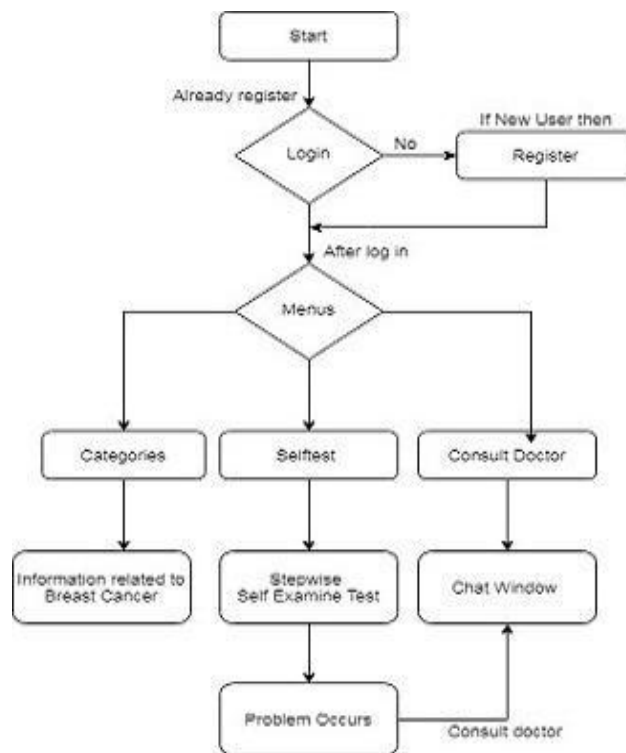 Start
Already register
If New User then
Login
No
Register
After log in
Menus
Categories
Selftest
Consult Doctor
Information related to
Breast Cancer
Stepwise
Self Examine Test
Chat Window
Problem Occurs
Consult doctor